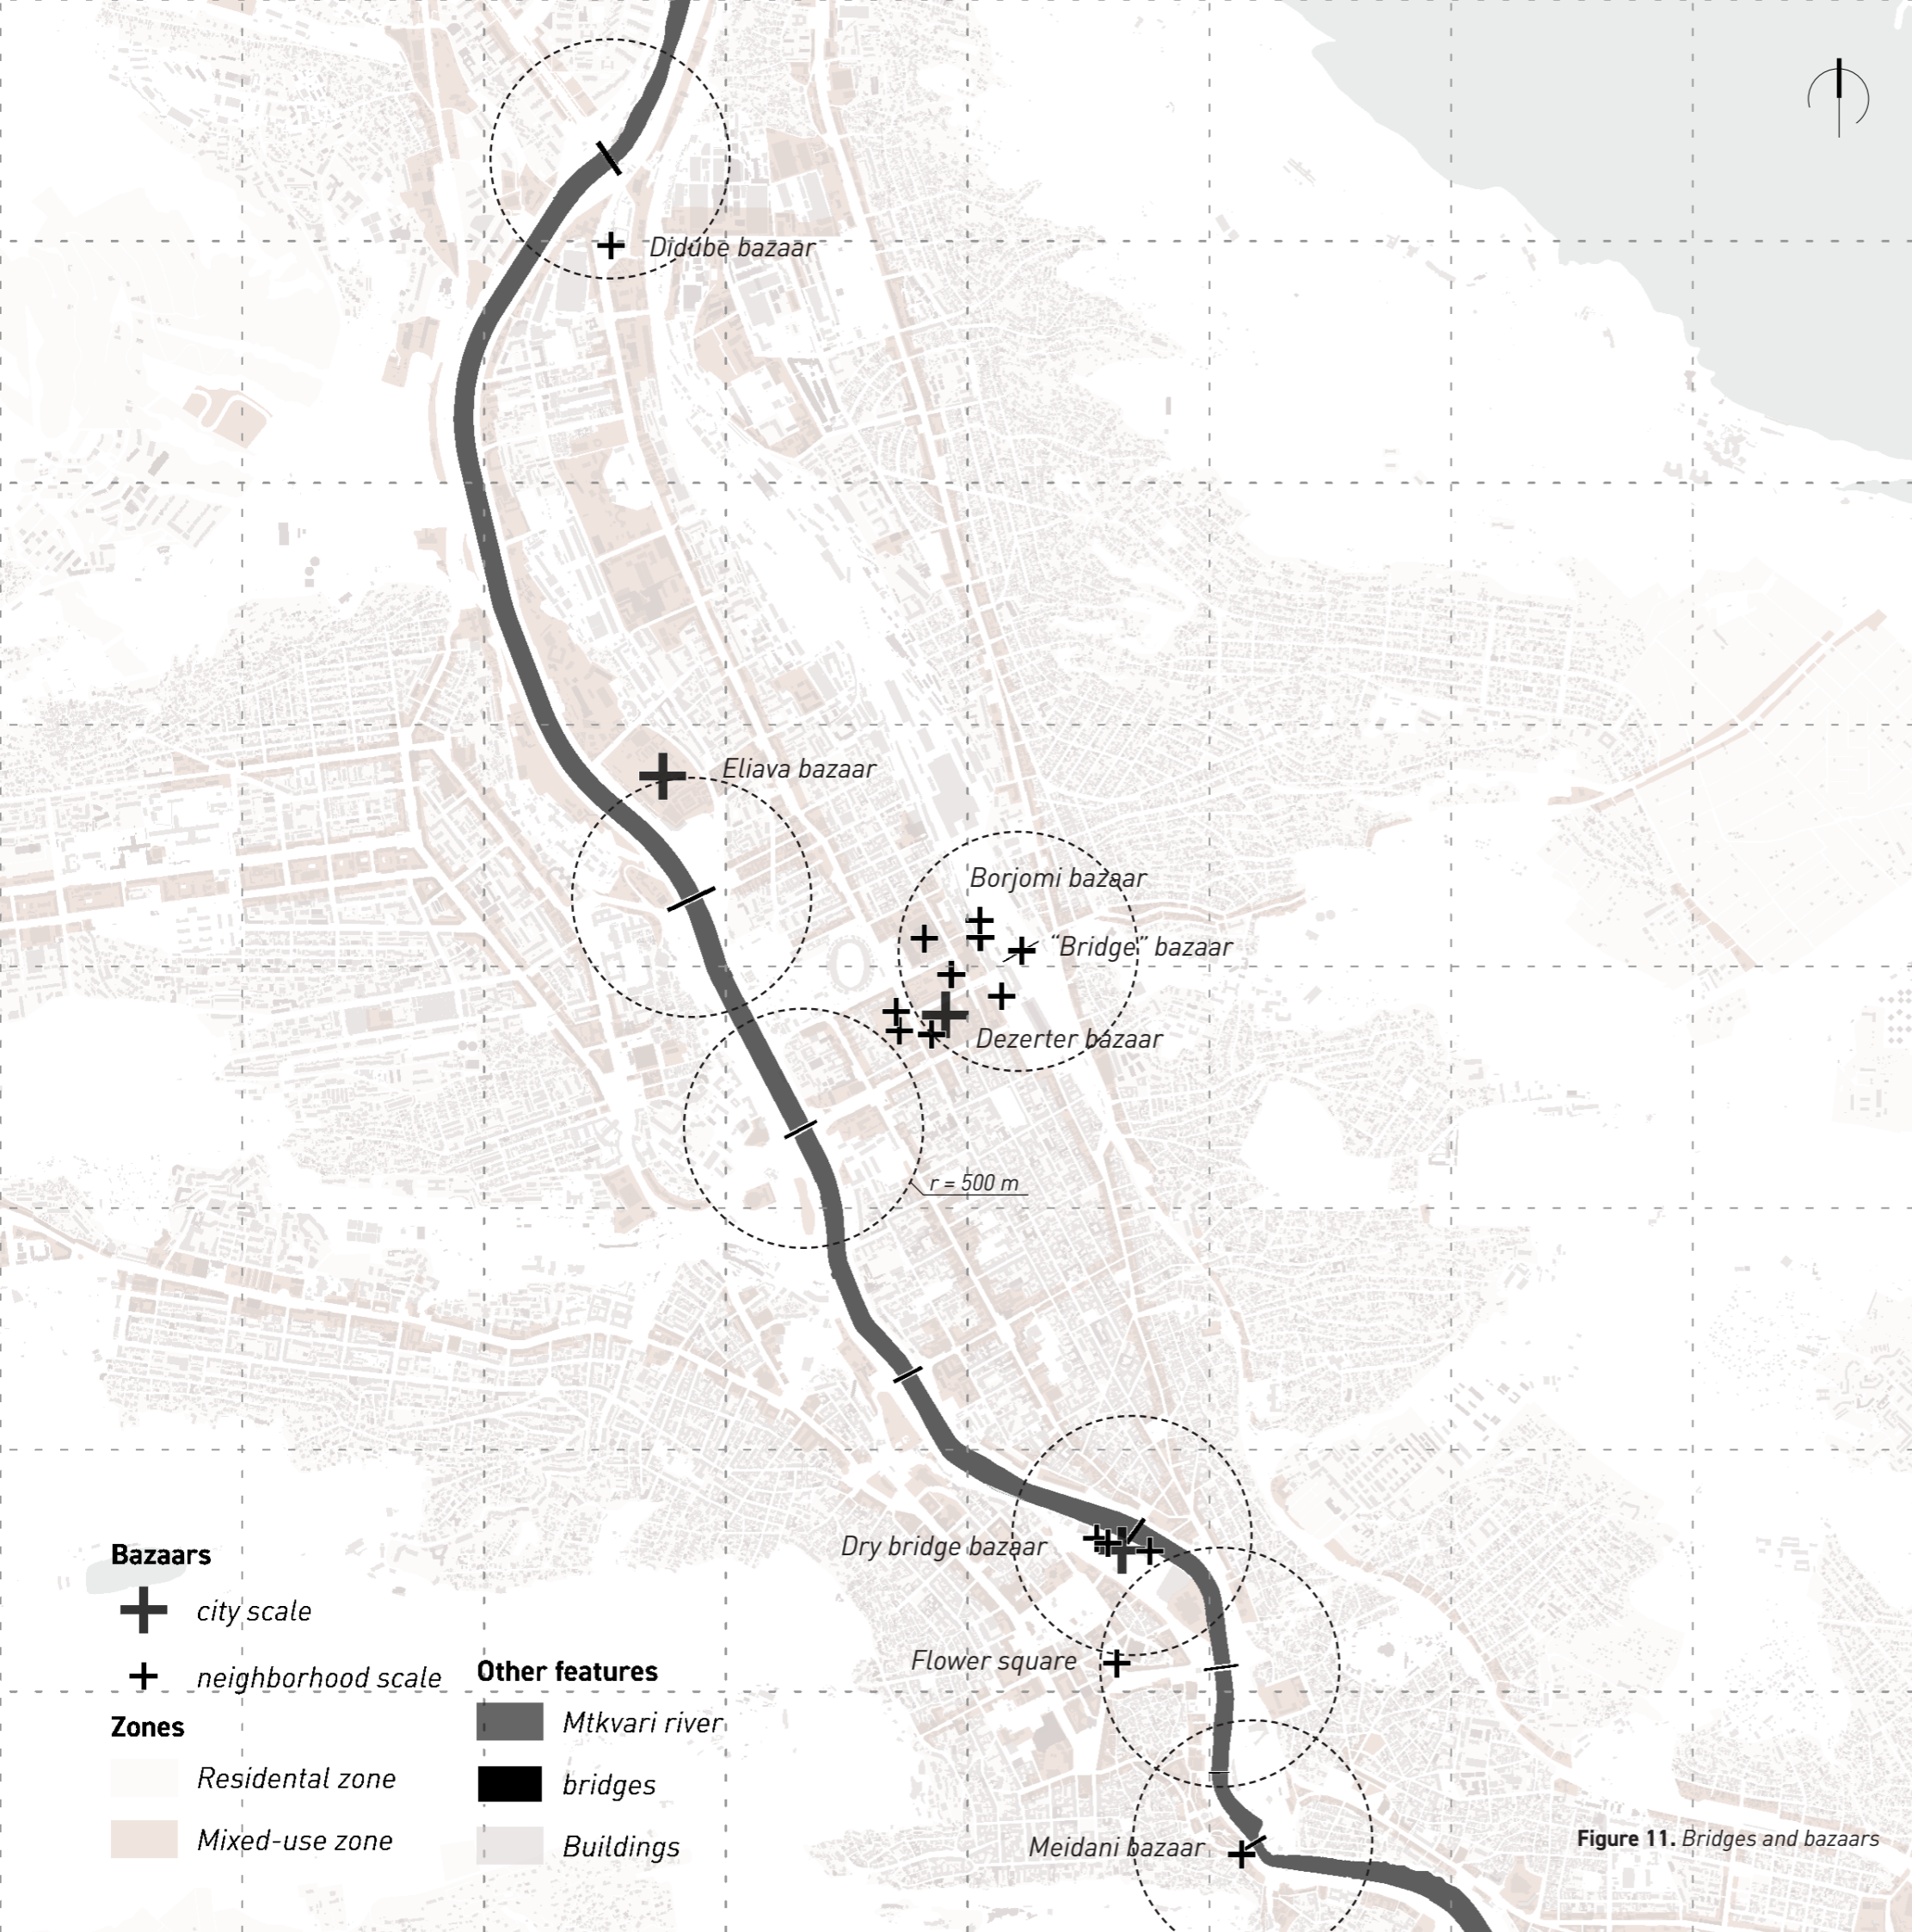 Didube bazaar
Eliava bazaar
Borjomi bazaar
“Bridge” bazaar
Dezerter bazaar
r = 500 m
Dry bridge bazaar
Flower square
Meidani bazaar
Bazaars
city scale
neighborhood scale
Zones
Residental zone
Mixed-use zone
Other features
Mtkvari river
bridges
Buildings
Figure 11. Bridges and bazaars